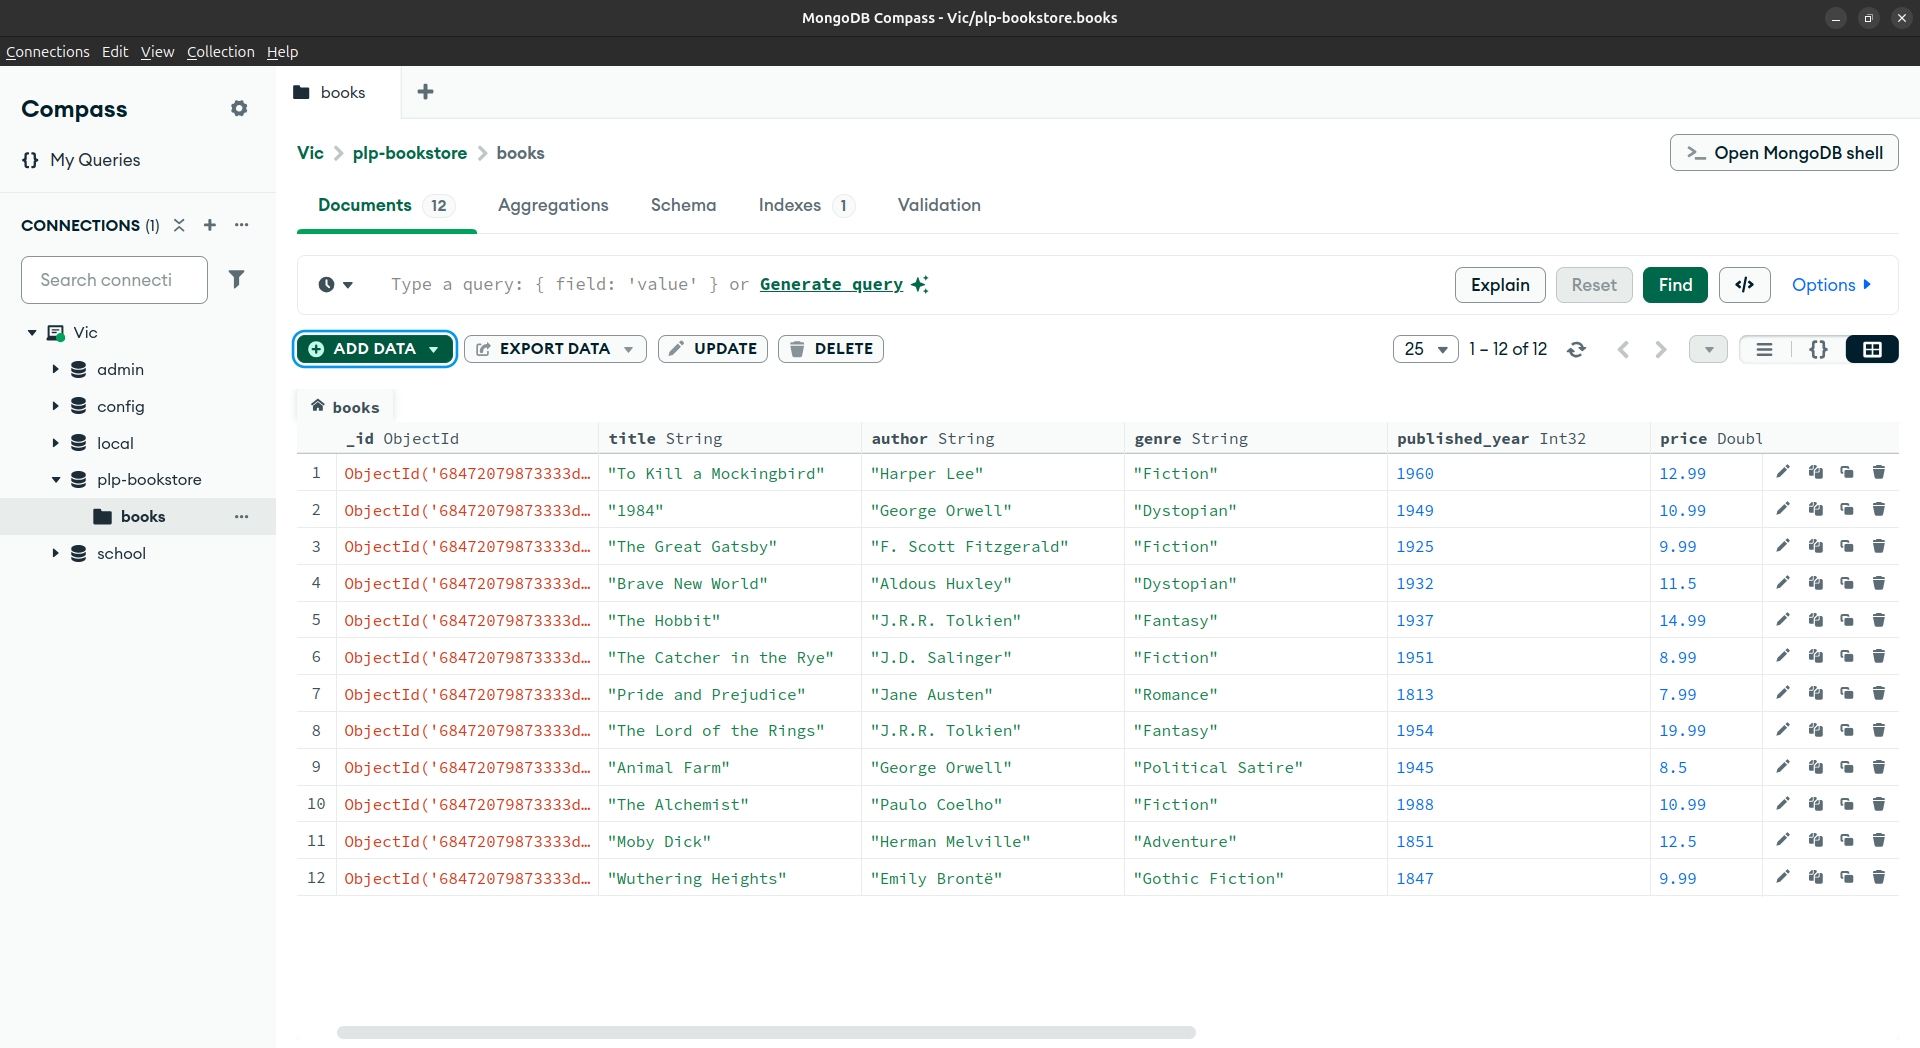 MongoDB Compass - Vic/plp-bookstore.books
Connections Edit View Collection Help
Compass
My Queries
CONNECTIONS (1)
Search connecti
Vic
admin
config
local
plp-bookstore
books
school
books
Vic plp-bookstore books
>_ Open MongoDB shell
Documents 12 Aggregations Schema Indexes 1 Validation
Type a query: { field: 'value' } or Generate query
Explain Reset Find </> Options
ADD DATA EXPORT DATA UPDATE DELETE
25 1 – 12 of 12 {}
books
_id ObjectId title String author String genre String published_year Int32 price Doubl
1 ObjectId('68472079873333d… "To Kill a Mockingbird" "Harper Lee" "Fiction" 1960 12.99
2 ObjectId('68472079873333d… "1984" "George Orwell" "Dystopian" 1949 10.99
3 ObjectId('68472079873333d… "The Great Gatsby" "F. Scott Fitzgerald" "Fiction" 1925 9.99
4 ObjectId('68472079873333d… "Brave New World" "Aldous Huxley" "Dystopian" 1932 11.5
5 ObjectId('68472079873333d… "The Hobbit" "J.R.R. Tolkien" "Fantasy" 1937 14.99
6 ObjectId('68472079873333d… "The Catcher in the Rye" "J.D. Salinger" "Fiction" 1951 8.99
7 ObjectId('68472079873333d… "Pride and Prejudice" "Jane Austen" "Romance" 1813 7.99
8 ObjectId('68472079873333d… "The Lord of the Rings" "J.R.R. Tolkien" "Fantasy" 1954 19.99
9 ObjectId('68472079873333d… "Animal Farm" "George Orwell" "Political Satire" 1945 8.5
10 ObjectId('68472079873333d… "The Alchemist" "Paulo Coelho" "Fiction" 1988 10.99
11 ObjectId('68472079873333d… "Moby Dick" "Herman Melville" "Adventure" 1851 12.5
12 ObjectId('68472079873333d… "Wuthering Heights" "Emily Brontë" "Gothic Fiction" 1847 9.99